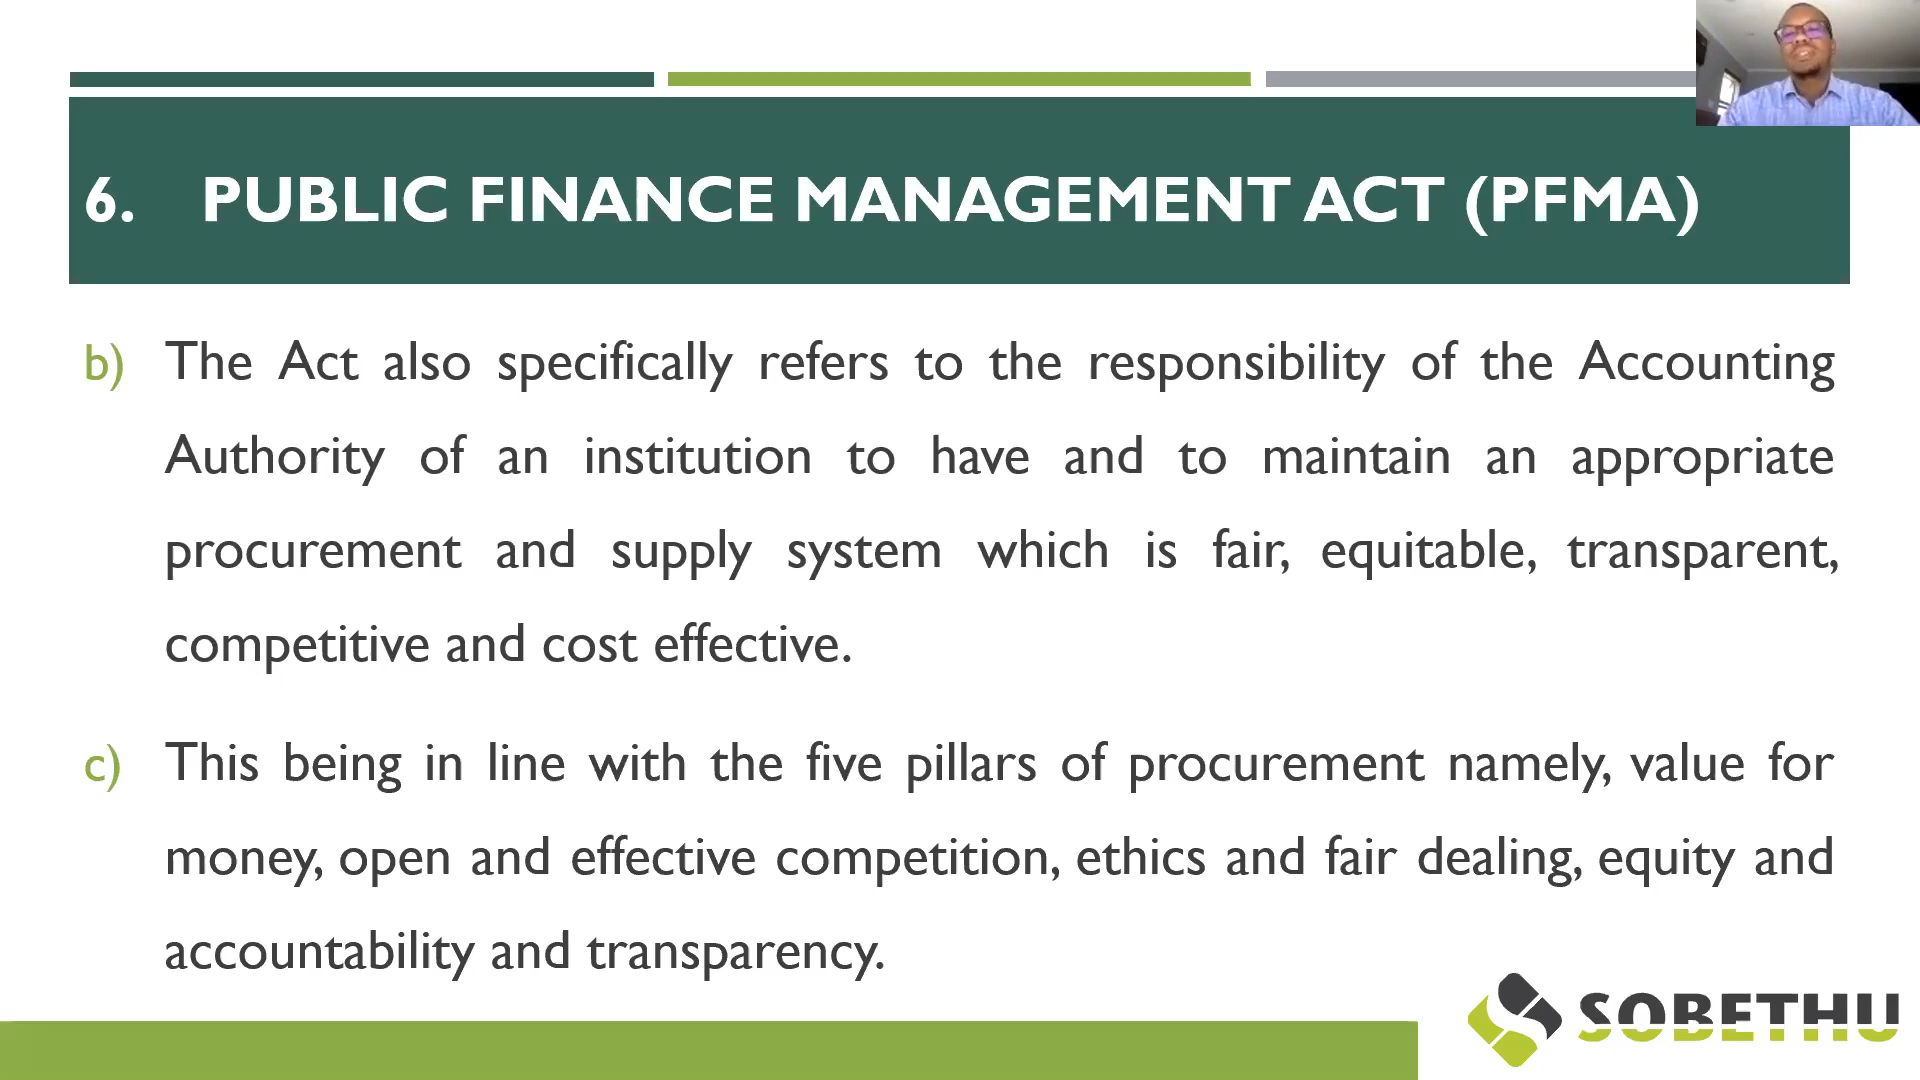 6. PUBLIC FINANCE MANAGEMENT ACT (PFMA)
b) The Act also specifically refers to the responsibility of the Accounting
Authority of an institution to have and to maintain an appropriate
procurement and supply system which is fair, equitable, transparent,
competitive and cost effective.
c) This being in line with the five pillars of procurement namely, value for
money, open and effective competition, ethics and fair dealing, equity and
accountability and transparency.
SOBETHU